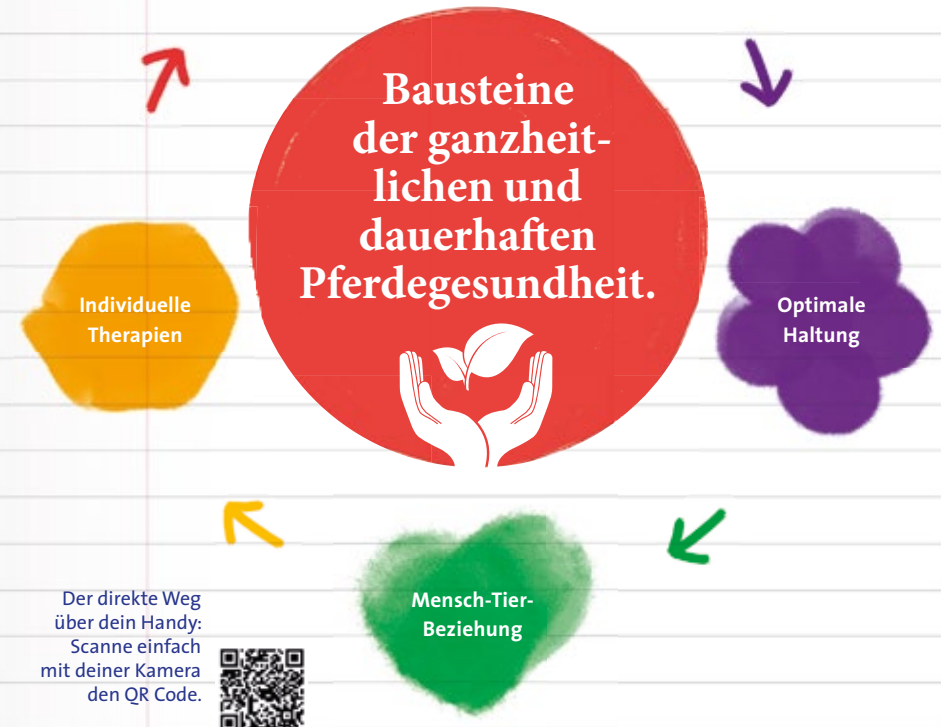 Bausteine
der ganzheit-
lichen und
dauerhaften
Pferdegesundheit.
Individuelle
Therapien
Optimale
Haltung
Mensch-Tier-
Beziehung
Der direkte Weg
über dein Handy:
Scanne einfach
mit deiner Kamera
den QR Code.